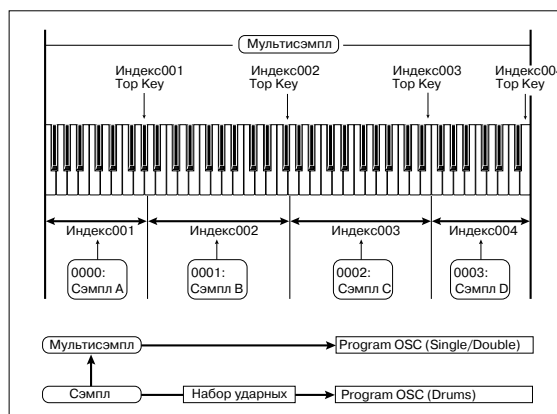 Мультисэмпл
Индекс001 Индекс002 Индекс003 Индекс004
Top Key Top Key Top Key Top Key
Индекс001 Индекс002 Индекс003 Индекс004
0000: 0001: 0002: 0003:
Сэмпл A Сэмпл B Сэмпл C Сэмпл D
Мультисэмпл Program OSC (Single/Double)
Сэмпл Набор ударных Program OSC (Drums)